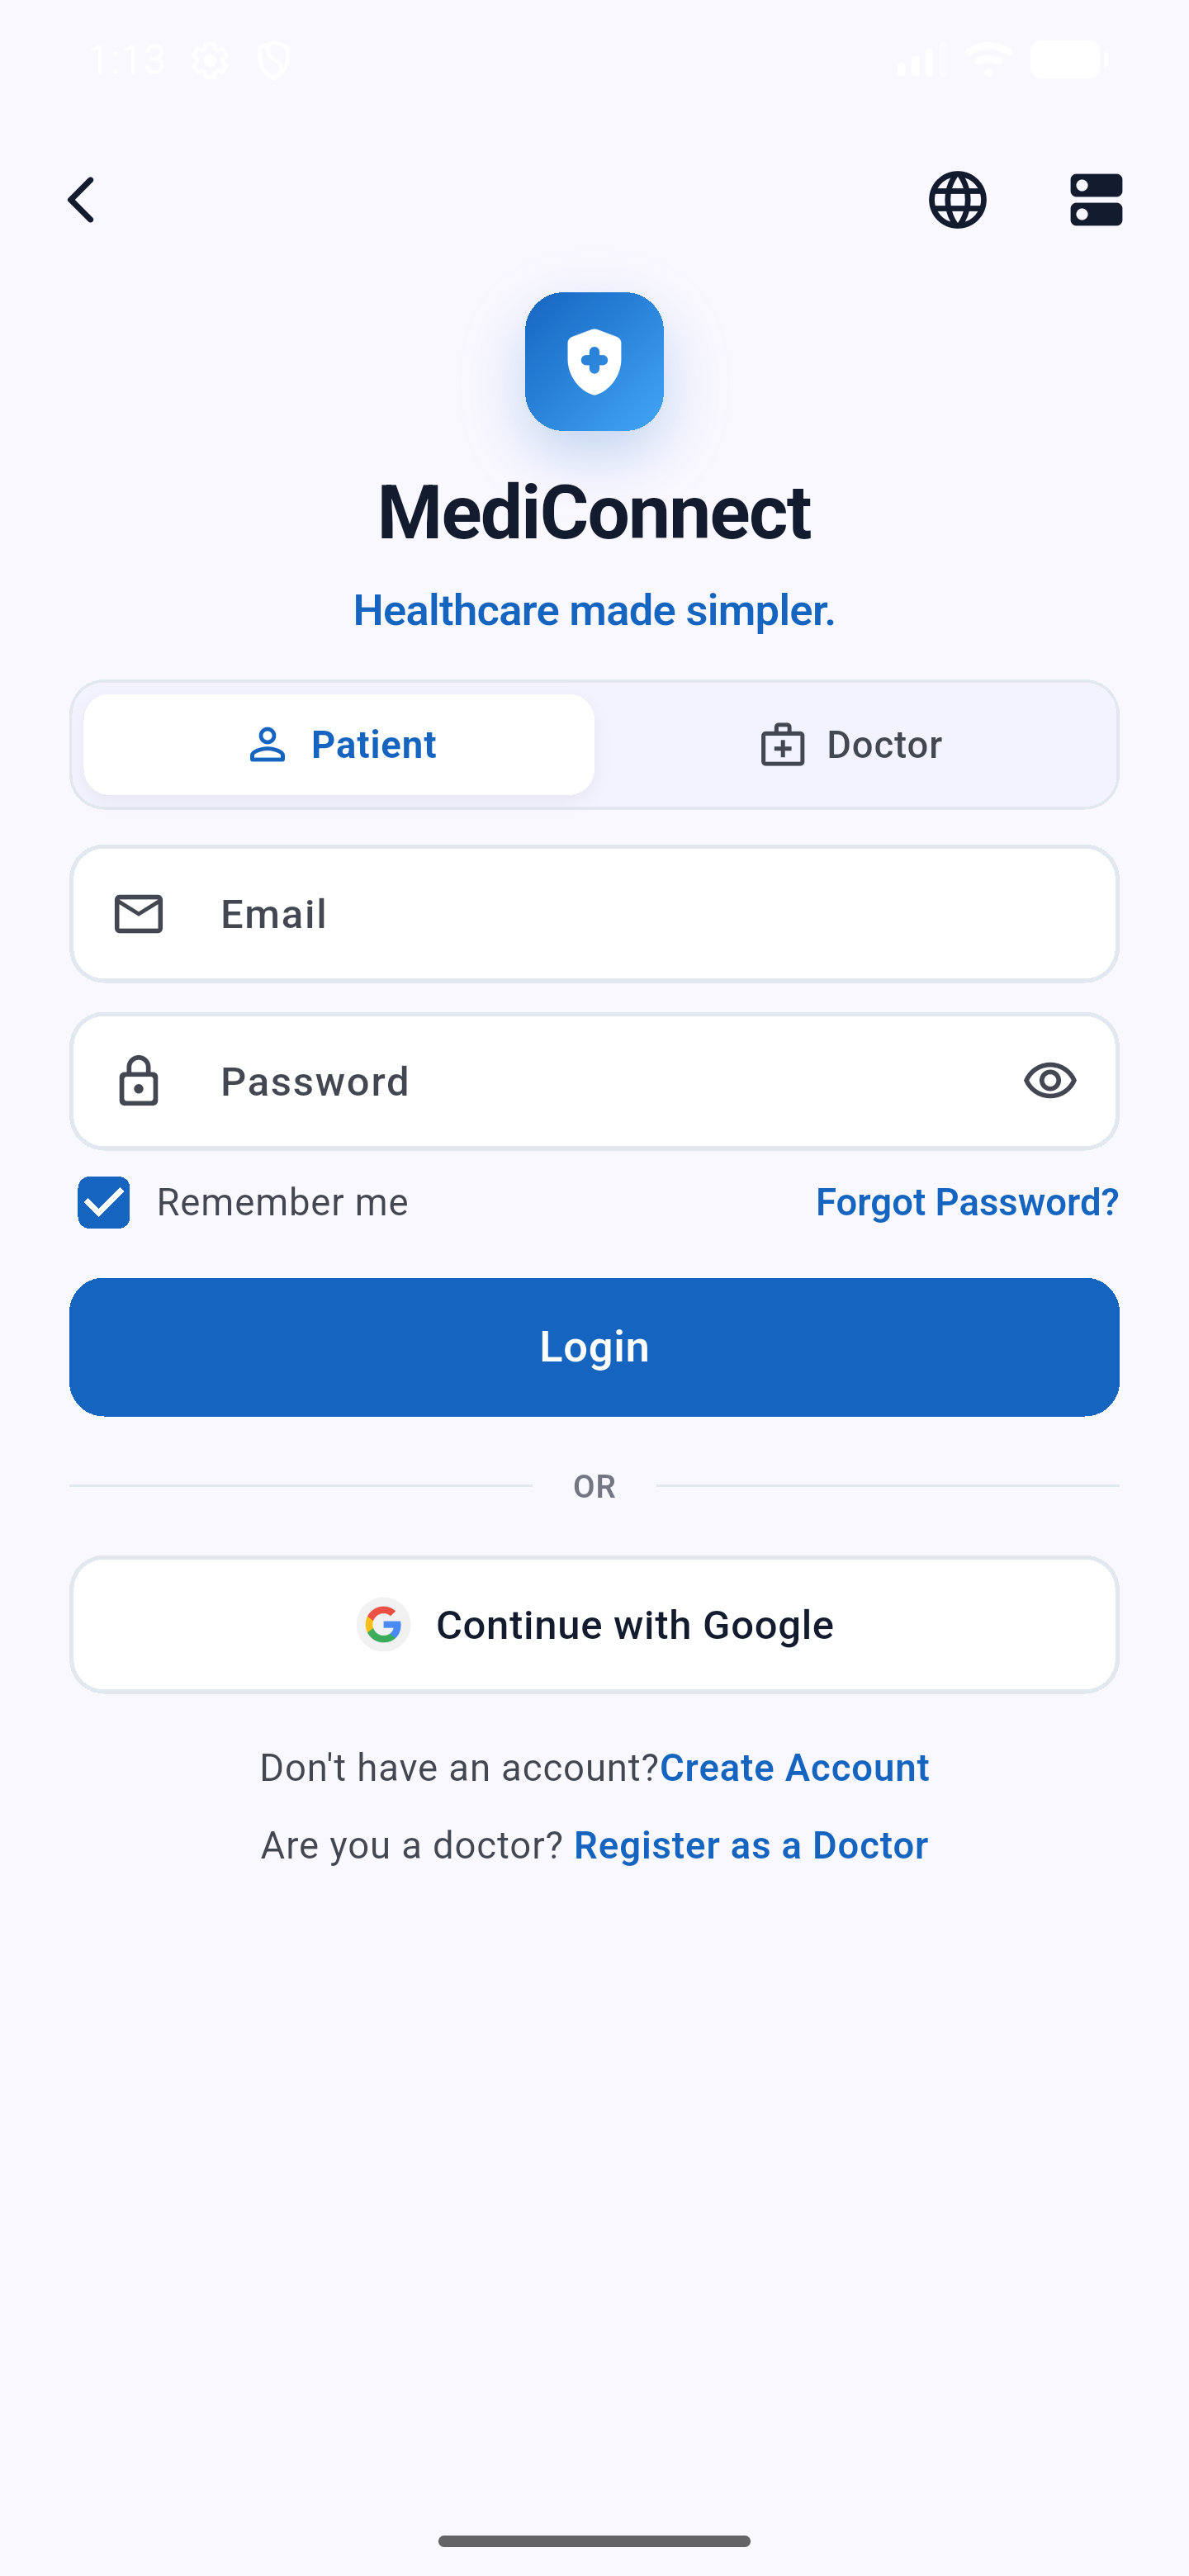 1:13
MediConnect
Healthcare made simpler.
Patient
Doctor
Email
Password
Remember me
Forgot Password?
Login
OR
Continue with Google
Don't have an account?Create Account
Are you a doctor? Register as a Doctor